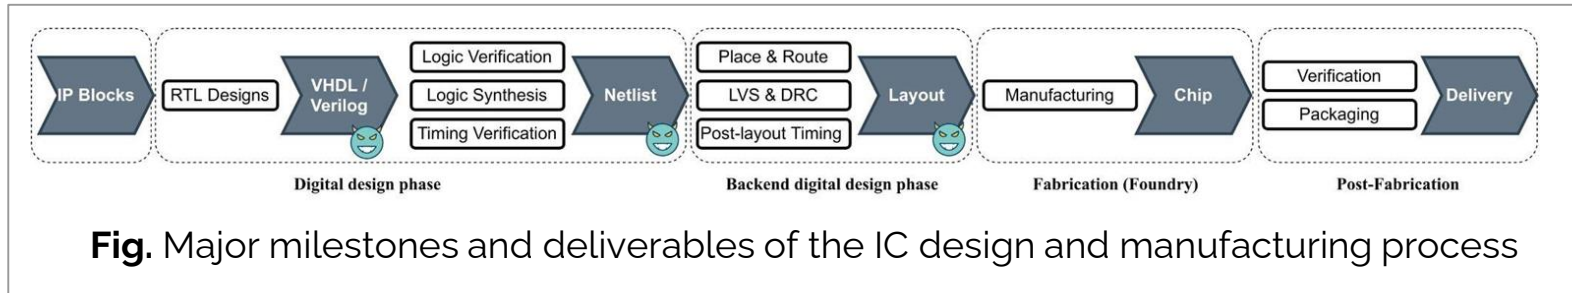 IP Blocks
RTL Designs
VHDL /
Verilog
Logic Verification
Logic Synthesis
Timing Verification
Netlist
Place & Route
LVS & DRC
Post-layout Timing
Layout
Manufacturing
Chip
Verification
Packaging
Delivery
Digital design phase
Backend digital design phase
Fabrication (Foundry)
Post-Fabrication
Fig. Major milestones and deliverables of the IC design and manufacturing process